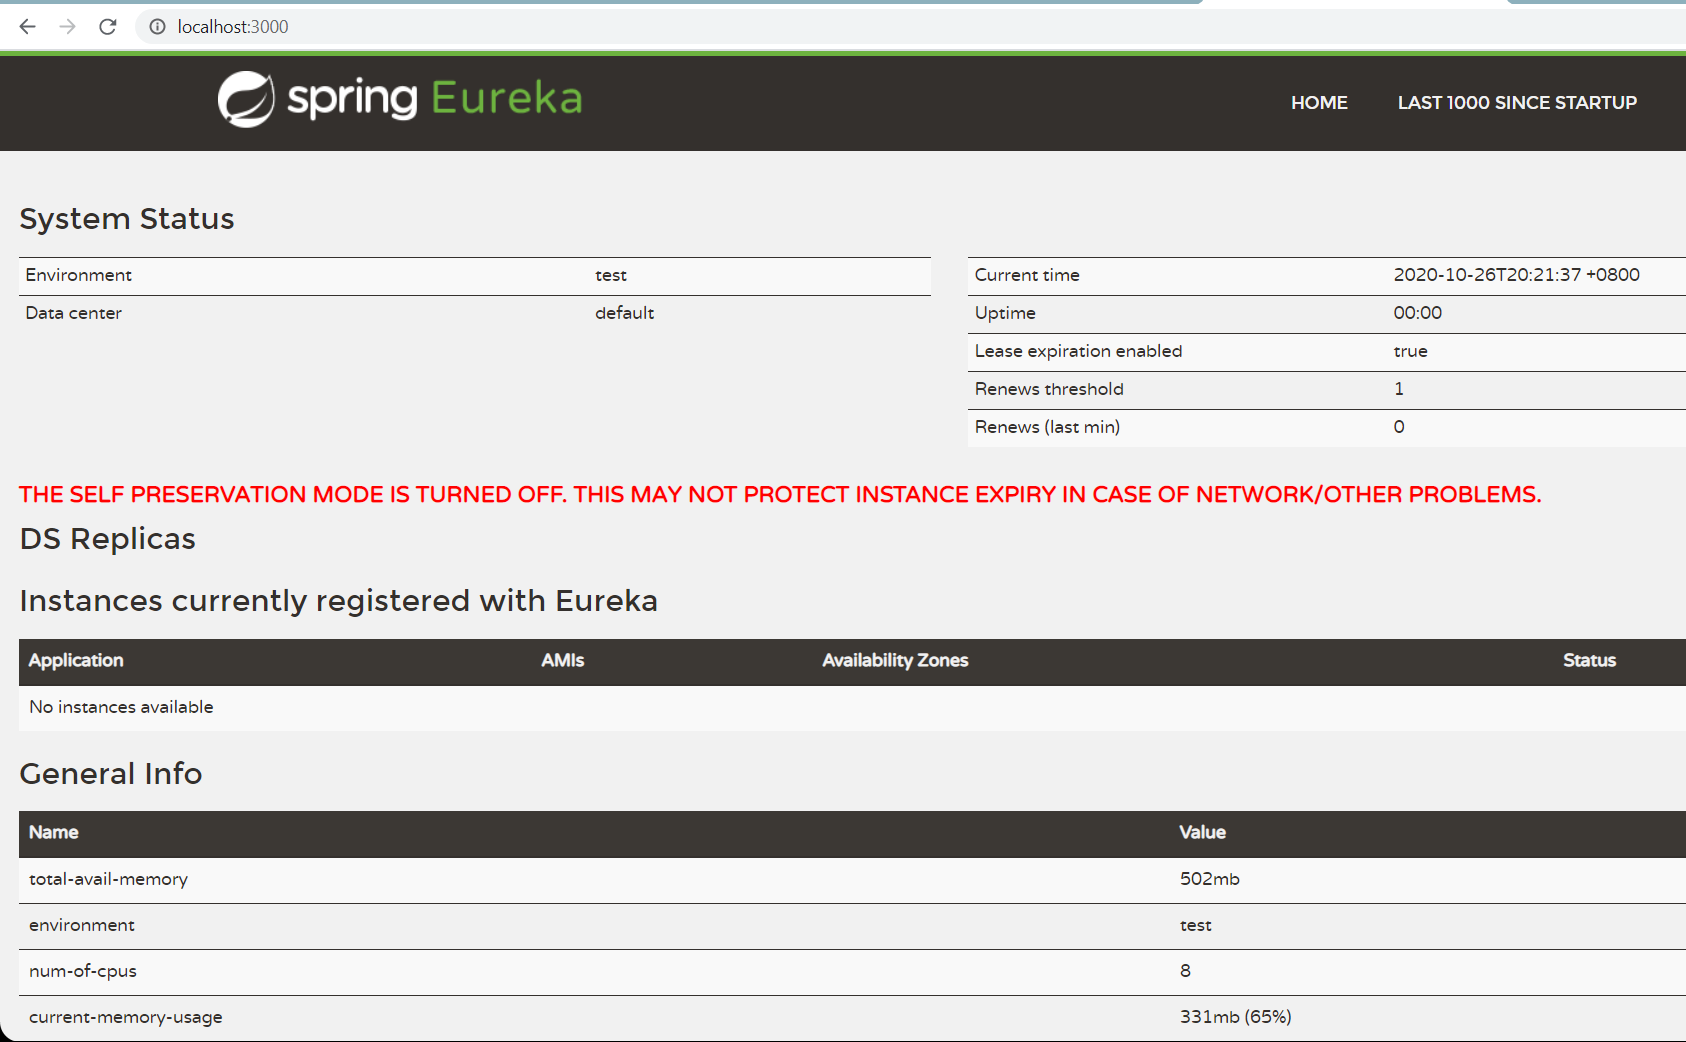 localhost:3000
spring Eureka
HOME LAST 1000 SINCE STARTUP
System Status
Environment test
Data center default
Current time 2020-10-26T20:21:37 +0800
Uptime 00:00
Lease expiration enabled true
Renews threshold 1
Renews (last min) 0
THE SELF PRESERVATION MODE IS TURNED OFF. THIS MAY NOT PROTECT INSTANCE EXPIRY IN CASE OF NETWORK/OTHER PROBLEMS.
DS Replicas
Instances currently registered with Eureka
Application AMIs Availability Zones Status
No instances available
General Info
Name Value
total-avail-memory 502mb
environment test
num-of-cpus 8
current-memory-usage 331mb (65%)